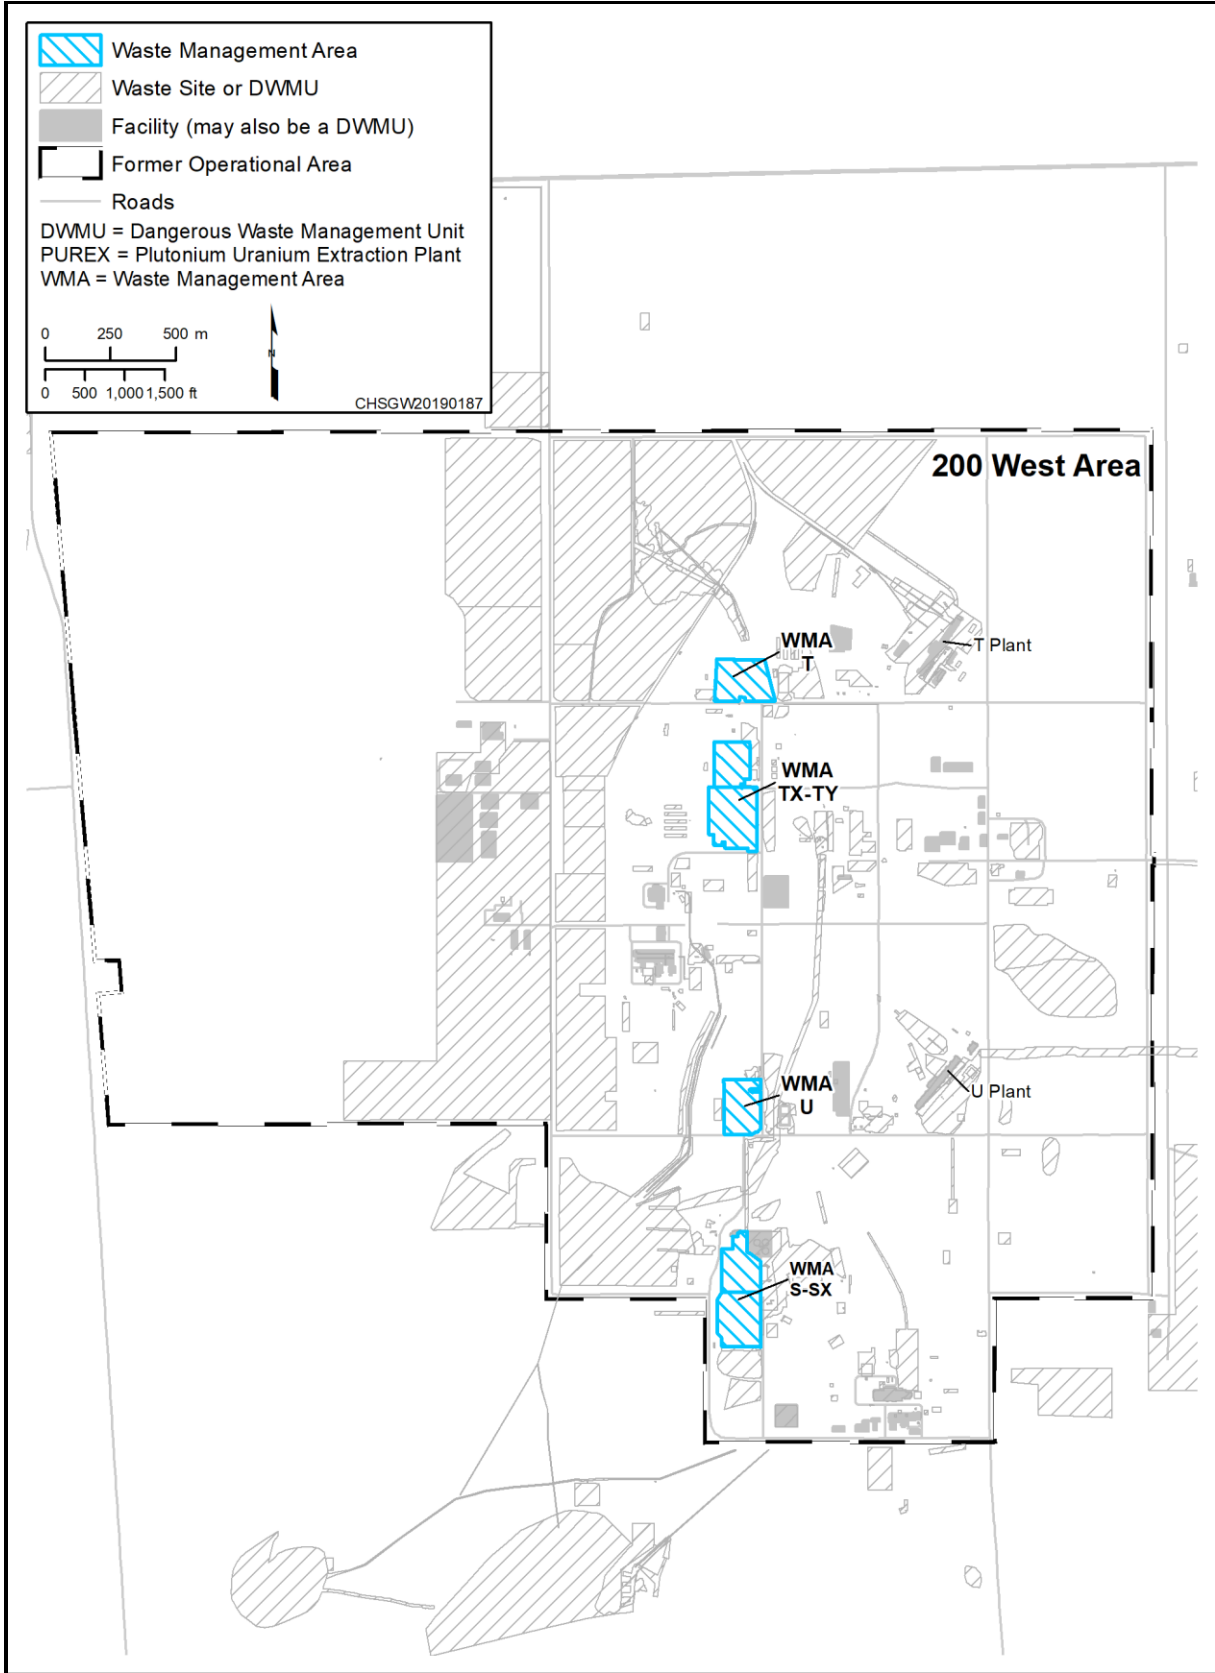 Waste Management Area
Waste Site or DWMU
Facility (may also be a DWMU)
Former Operational Area
Roads
DWMU = Dangerous Waste Management Unit
PUREX = Plutonium Uranium Extraction Plant
WMA = Waste Management Area
0 250 500 m
N
0 500 1,000 1,500 ft
CHSGW20190187
200 West Area
WMA
T
T Plant
WMA
TX-TY
WMA
U
U Plant
WMA
S-SX